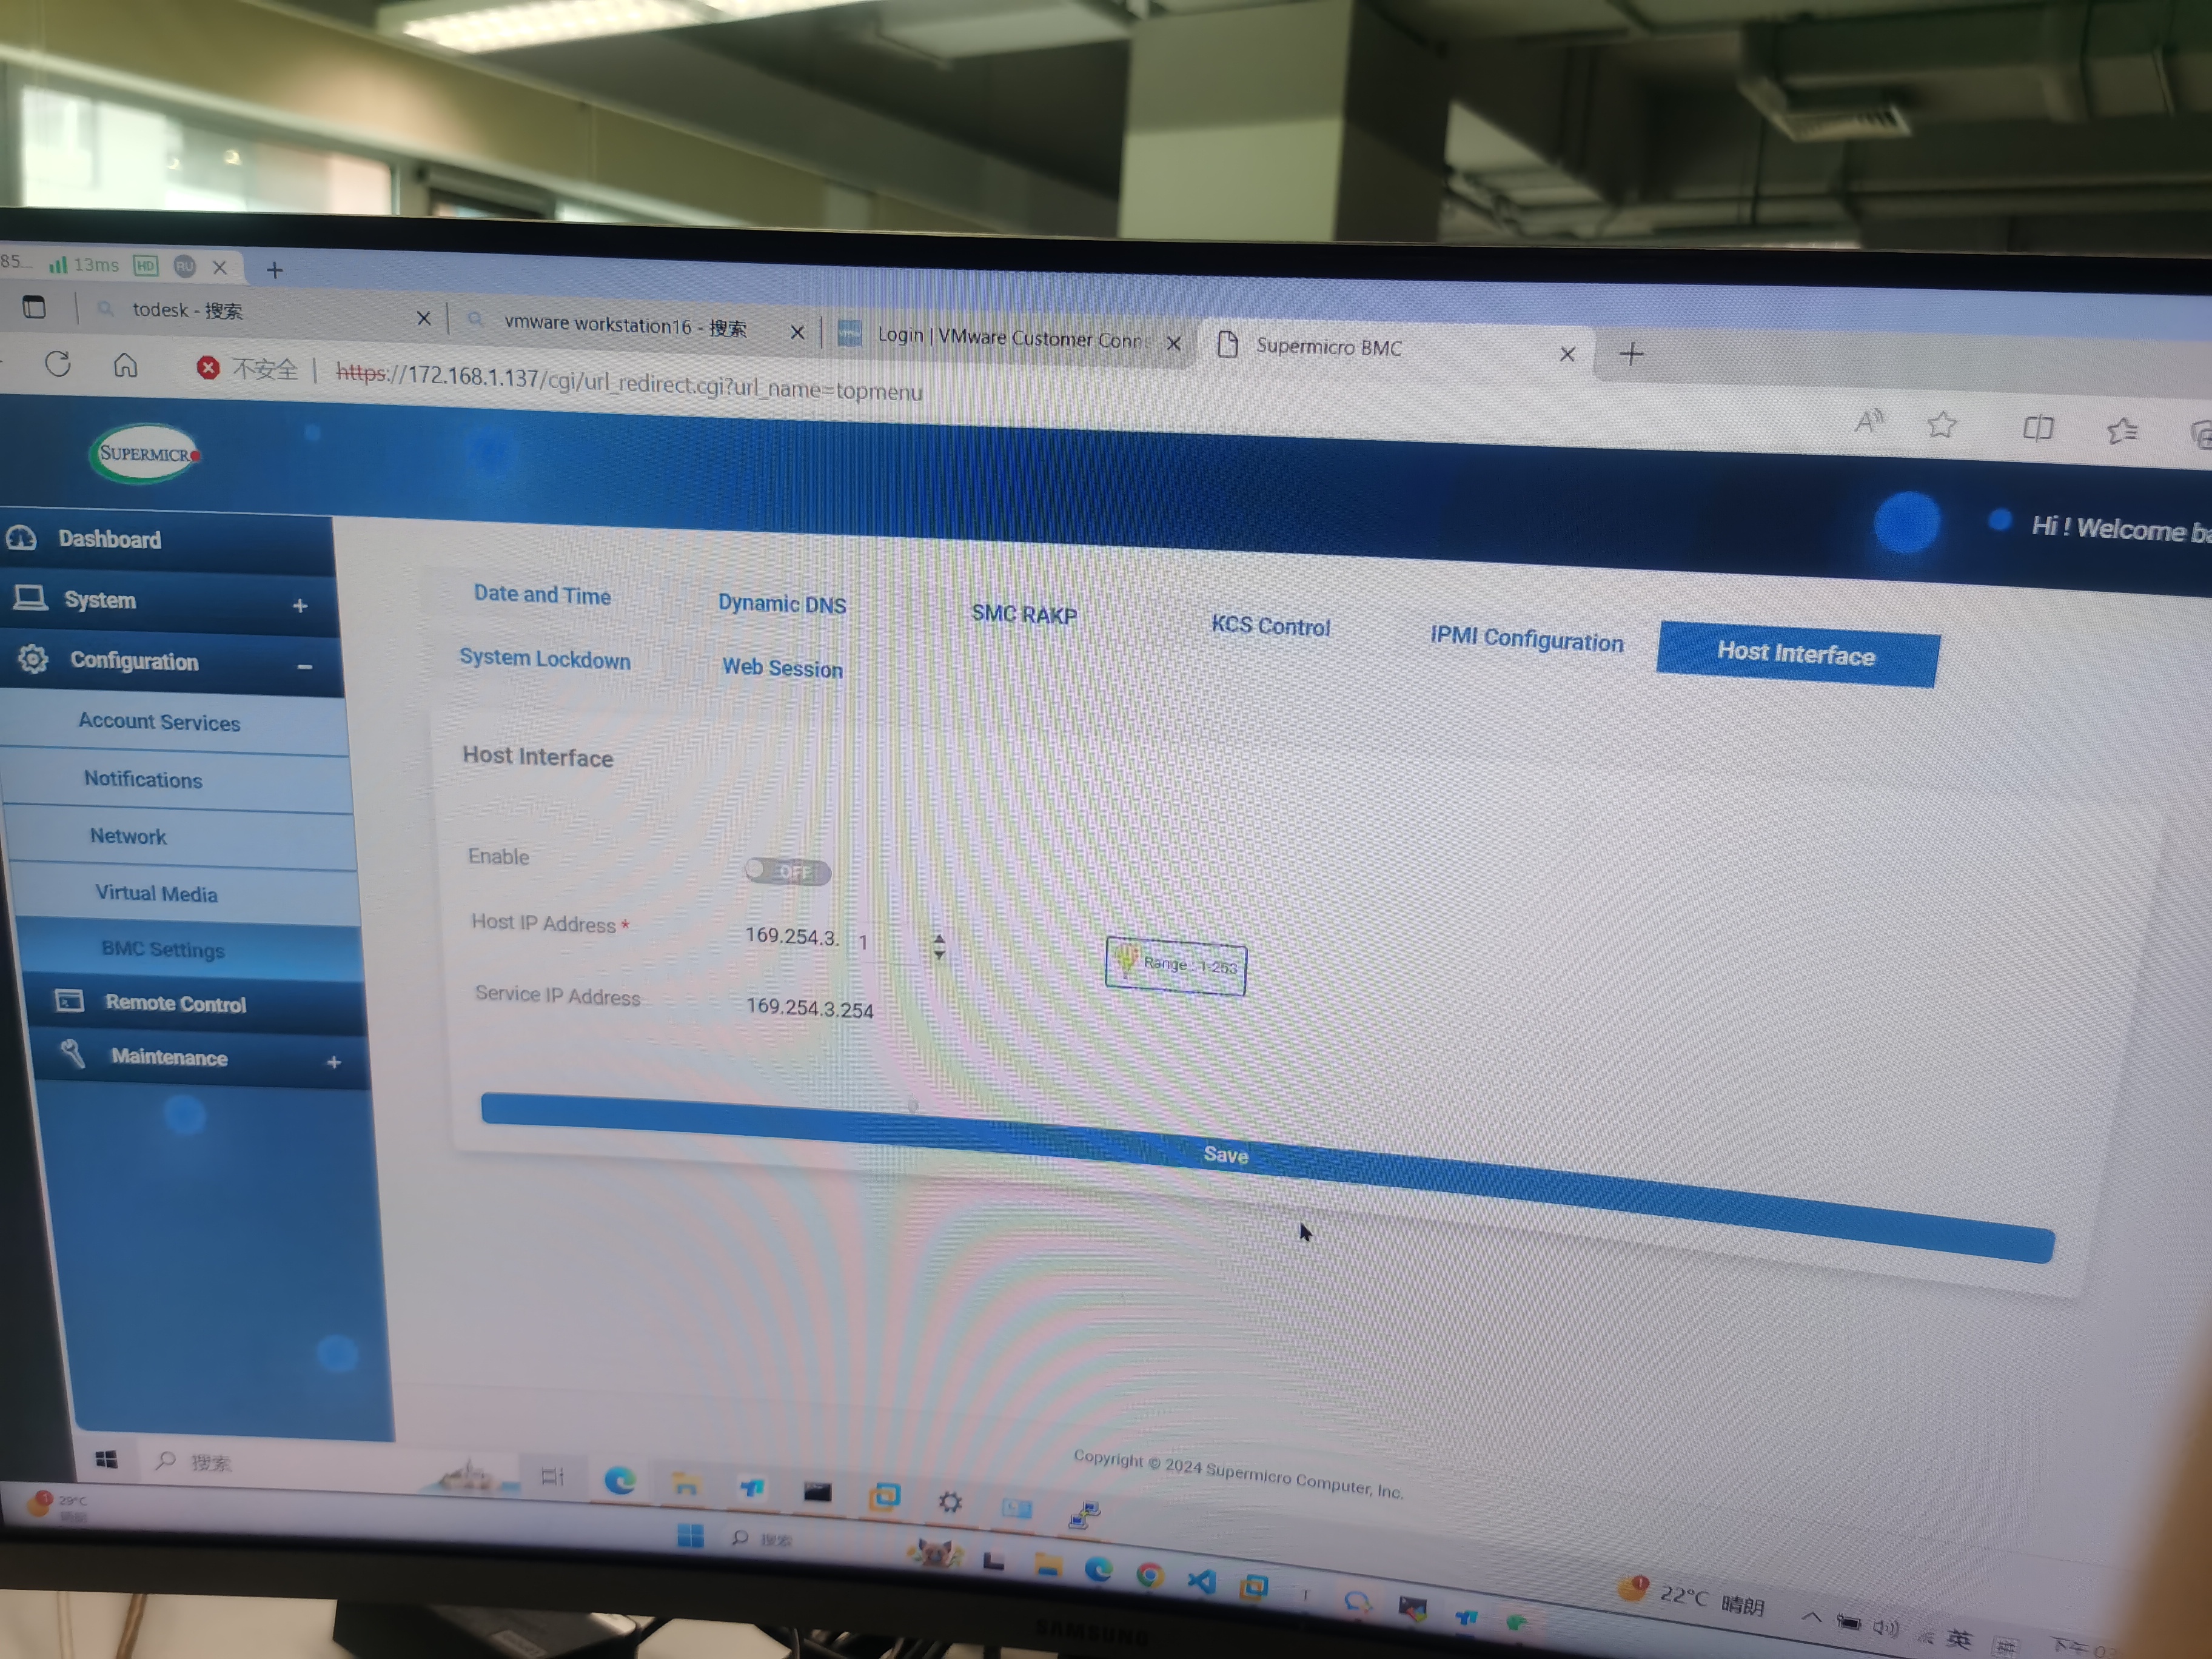 85... 13ms HD RU
todesk - 搜索
vmware workstation16 - 搜索
Login | VMware Customer Conne
Supermicro BMC
不安全 | https://172.168.1.137/cgi/url_redirect.cgi?url_name=topmenu
SUPERMICRO
Hi ! Welcome ba
Dashboard
System +
Configuration −
Account Services
Notifications
Network
Virtual Media
BMC Settings
Remote Control
Maintenance +
Date and Time
Dynamic DNS
SMC RAKP
KCS Control
IPMI Configuration
Host Interface
System Lockdown
Web Session
Host Interface
Enable
OFF
Host IP Address *
169.254.3. 1
Range : 1-253
Service IP Address
169.254.3.254
Save
Copyright © 2024 Supermicro Computer, Inc.
搜索
29°C
搜索
22°C 晴朗
英
下午
SAMSUNG